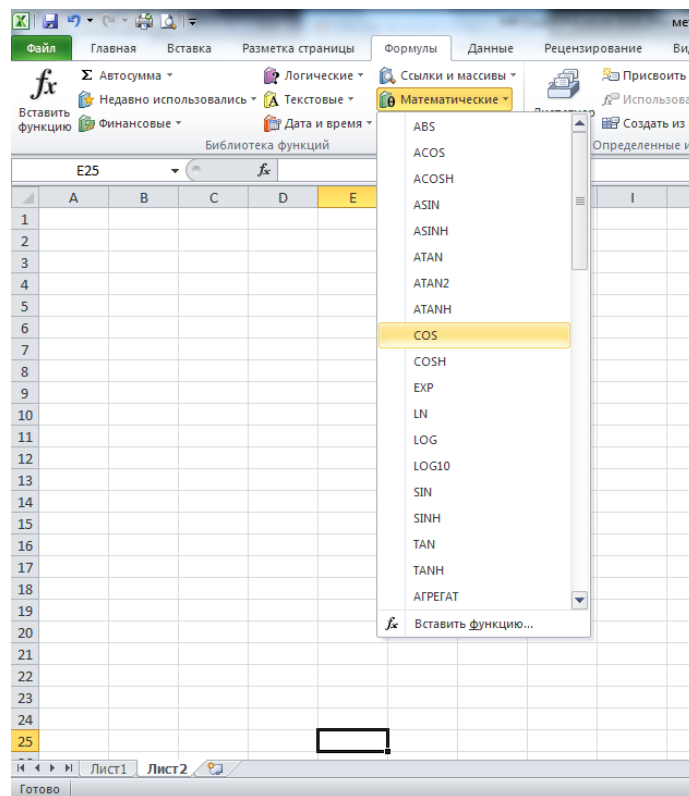 ме
Файл Главная Вставка Разметка страницы Формулы Данные Рецензирование Ви
fx
Вставить функцию
Σ Автосумма
Недавно использовались
Финансовые
Логические
Текстовые
Дата и время
Ссылки и массивы
Математические
Присвоить
Использова
Создать из
Библиотека функций
Определенные и
E25 fx
A B C D E I
1
2
3
4
5
6
7
8
9
10
11
12
13
14
15
16
17
18
19
20
21
22
23
24
25
ABS
ACOS
ACOSH
ASIN
ASINH
ATAN
ATAN2
ATANH
COS
COSH
EXP
LN
LOG
LOG10
SIN
SINH
TAN
TANH
АГРЕГАТ
fx Вставить функцию...
Лист1 Лист2
Готово